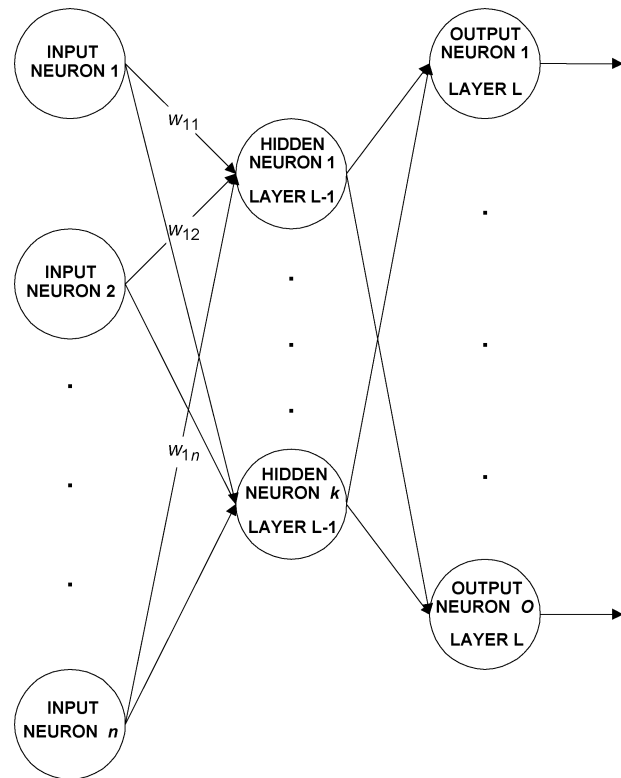 INPUT
NEURON 1
INPUT
NEURON 2
INPUT
NEURON n
w11
w12
w1n
HIDDEN
NEURON 1
LAYER L-1
HIDDEN
NEURON k
LAYER L-1
OUTPUT
NEURON 1
LAYER L
OUTPUT
NEURON O
LAYER L